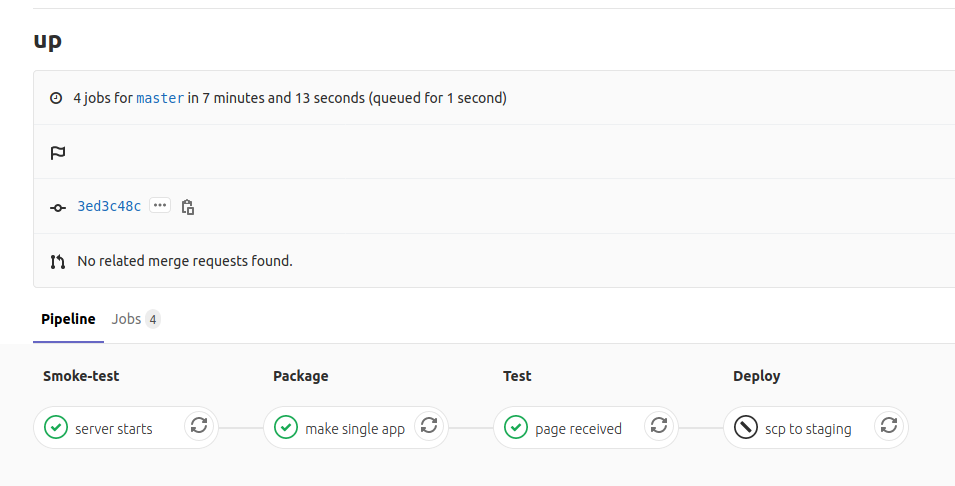 up
4 jobs for master in 7 minutes and 13 seconds (queued for 1 second)
3ed3c48c
No related merge requests found.
Pipeline Jobs 4
Smoke-test Package Test Deploy
server starts make single app page received scp to staging